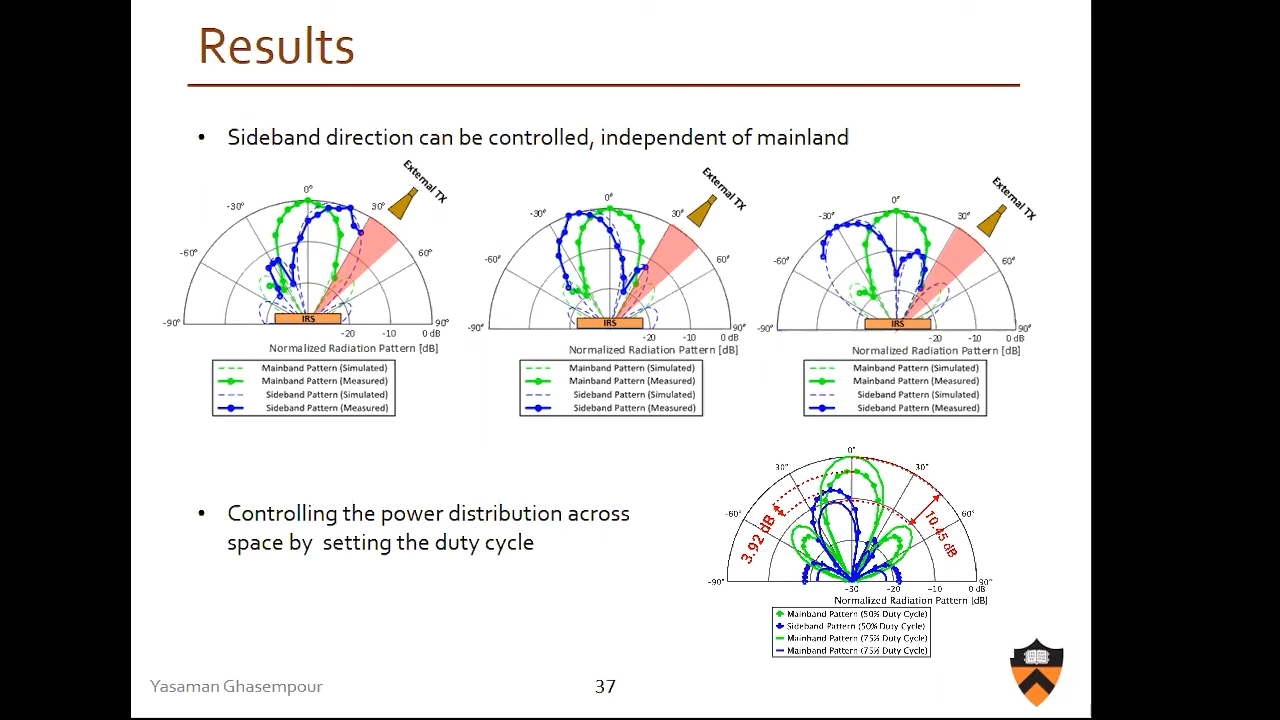 Results
• Sideband direction can be controlled, independent of mainland
External TX
0°
-30°
30°
-60°
60°
-90°
90°
IRS
-20
-10
0 dB
Normalized Radiation Pattern [dB]
Mainband Pattern (Simulated)
Mainband Pattern (Measured)
Sideband Pattern (Simulated)
Sideband Pattern (Measured)
External TX
0°
-30°
30°
-60°
60°
-90°
90°
IRS
-20
-10
0 dB
Normalized Radiation Pattern [dB]
Mainband Pattern (Simulated)
Mainband Pattern (Measured)
Sideband Pattern (Simulated)
Sideband Pattern (Measured)
External TX
0°
-30°
30°
-60°
60°
-90°
90°
IRS
-20
-10
0 dB
Normalized Radiation Pattern [dB]
Mainband Pattern (Simulated)
Mainband Pattern (Measured)
Sideband Pattern (Simulated)
Sideband Pattern (Measured)
• Controlling the power distribution across
space by setting the duty cycle
0°
30°
30°
-60°
60°
3.92 dB
10.45 dB
-90°
-30
-20
-10
0 dB
Normalized Radiation Pattern [dB]
Mainband Pattern (50% Duty Cycle)
Sideband Pattern (50% Duty Cycle)
Mainband Pattern (75% Duty Cycle)
Mainband Pattern (75% Duty Cycle)
Yasaman Ghasempour
37